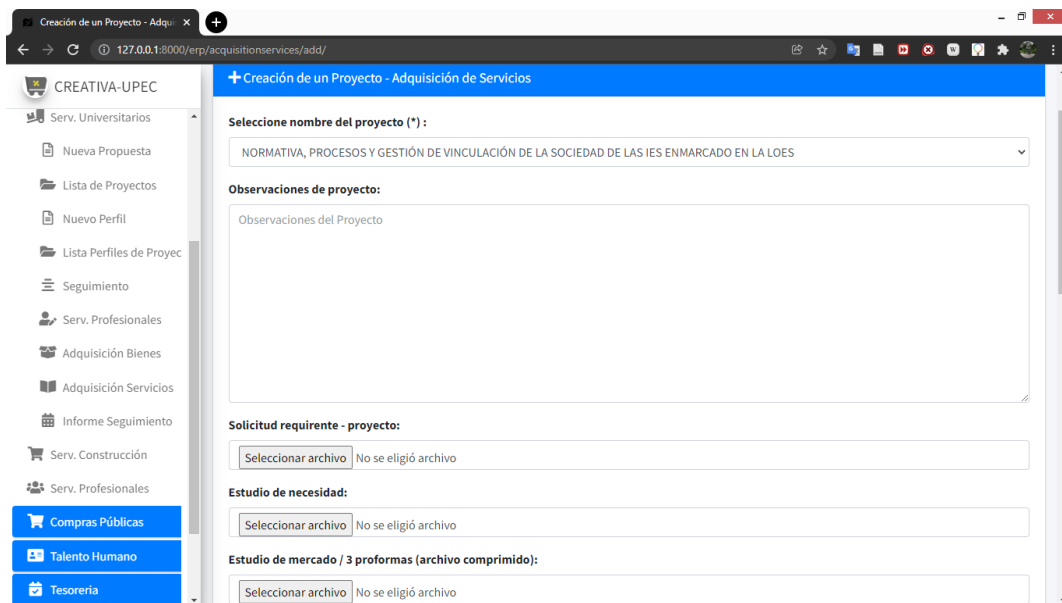 Creación de un Proyecto - Adqui
127.0.0.1:8000/erp/acquisitionservices/add/
CREATIVA-UPEC
Serv. Universitarios
Nueva Propuesta
Lista de Proyectos
Nuevo Perfil
Lista Perfiles de Proyec
Seguimiento
Serv. Profesionales
Adquisición Bienes
Adquisición Servicios
Informe Seguimiento
Serv. Construcción
Serv. Profesionales
Compras Públicas
Talento Humano
Tesoreria
Creación de un Proyecto - Adquisición de Servicios
Seleccione nombre del proyecto (*) :
NORMATIVA, PROCESOS Y GESTIÓN DE VINCULACIÓN DE LA SOCIEDAD DE LAS IES ENMARCADO EN LA LOES
Observaciones de proyecto:
Observaciones del Proyecto
Solicitud requirente - proyecto:
Seleccionar archivo No se eligió archivo
Estudio de necesidad:
Seleccionar archivo No se eligió archivo
Estudio de mercado / 3 proformas (archivo comprimido):
Seleccionar archivo No se eligió archivo